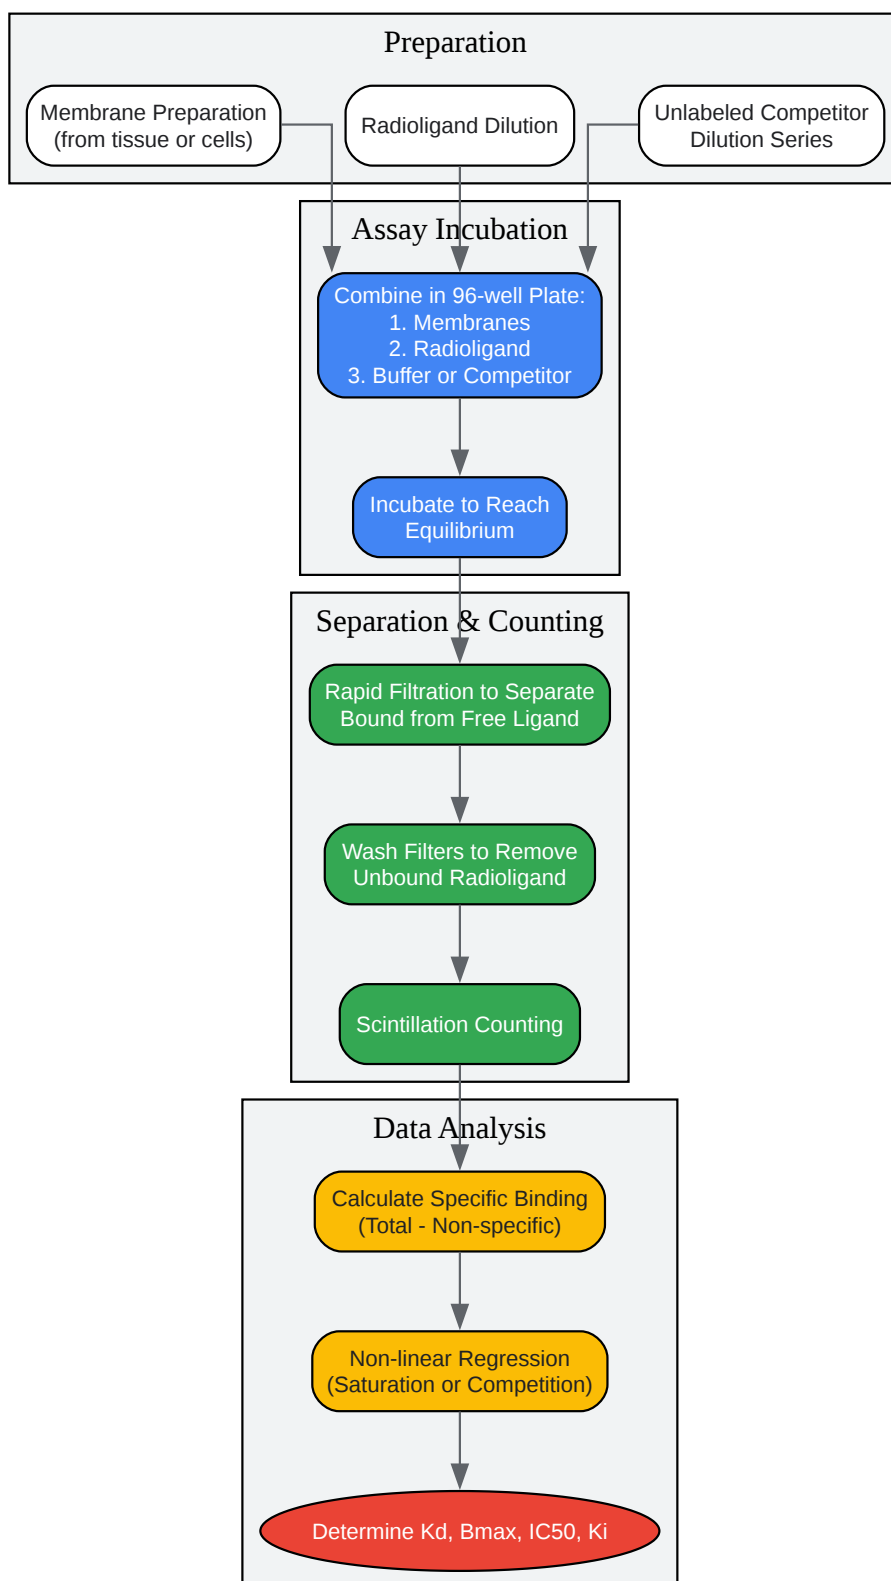 Preparation
Membrane Preparation
(from tissue or cells)
Radioligand Dilution
Unlabeled Competitor
Dilution Series
Assay Incubation
Combine in 96-well Plate:
1. Membranes
2. Radioligand
3. Buffer or Competitor
Incubate to Reach
Equilibrium
Separation & Counting
Rapid Filtration to Separate
Bound from Free Ligand
Wash Filters to Remove
Unbound Radioligand
Scintillation Counting
Data Analysis
Calculate Specific Binding
(Total - Non-specific)
Non-linear Regression
(Saturation or Competition)
Determine Kd, Bmax, IC50, Ki